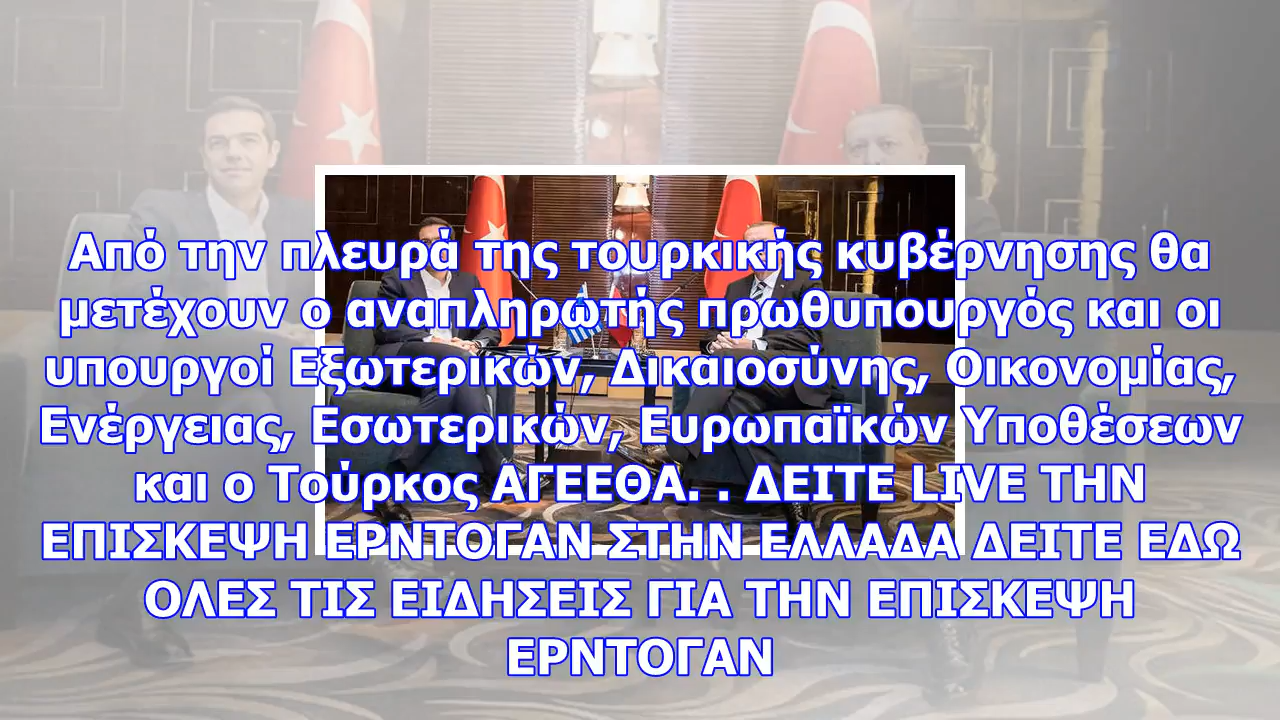 Από την πλευρά της τουρκικής κυβέρνησης θα
μετέχουν ο αναπληρωτής πρωθυπουργός και οι
υπουργοί Εξωτερικών, Δικαιοσύνης, Οικονομίας,
Ενέργειας, Εσωτερικών, Ευρωπαϊκών Υποθέσεων
και ο Τούρκος ΑΓΕΕΘΑ. . ΔΕΙΤΕ LIVE ΤΗΝ
ΕΠΙΣΚΕΨΗ ΕΡΝΤΟΓΑΝ ΣΤΗΝ ΕΛΛΑΔΑ ΔΕΙΤΕ ΕΔΩ
ΟΛΕΣ ΤΙΣ ΕΙΔΗΣΕΙΣ ΓΙΑ ΤΗΝ ΕΠΙΣΚΕΨΗ
ΕΡΝΤΟΓΑΝ